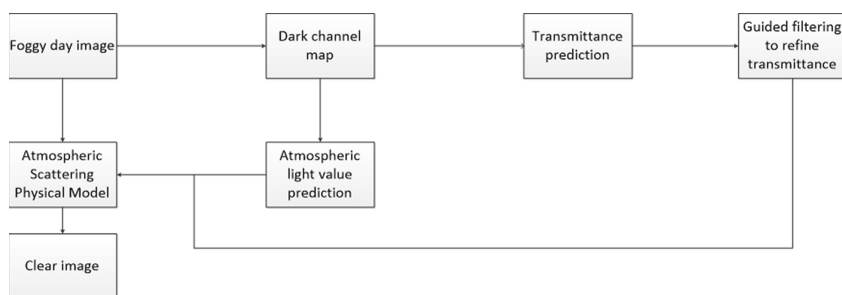 Foggy day image
Dark channel
map
Transmittance
prediction
Guided filtering
to refine
transmittance
Atmospheric
Scattering
Physical Model
Atmospheric
light value
prediction
Clear image